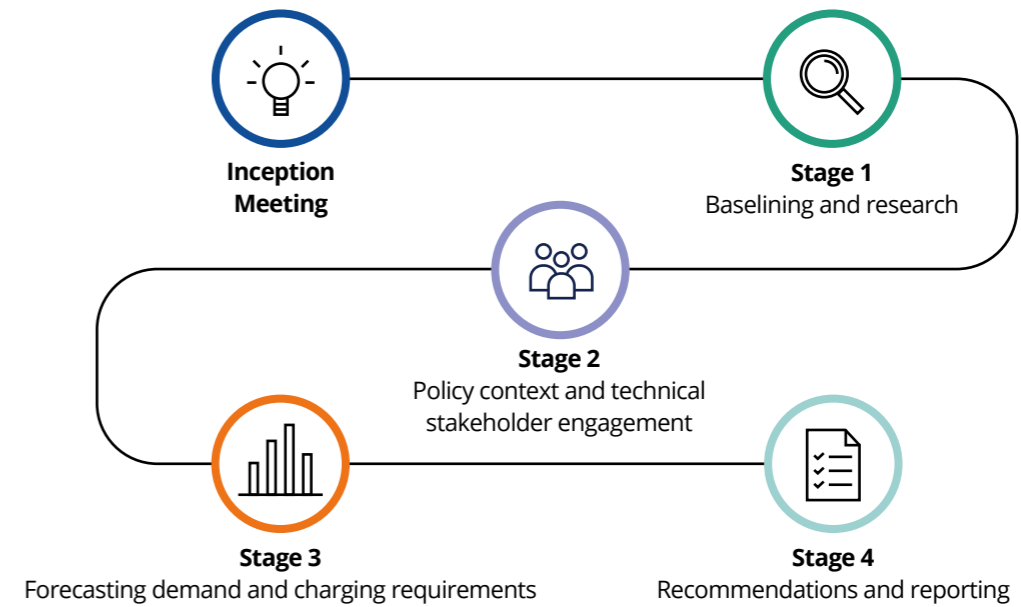 Inception
Meeting
Stage 1
Baselining and research
Stage 2
Policy context and technical
stakeholder engagement
Stage 3
Forecasting demand and charging requirements
Stage 4
Recommendations and reporting